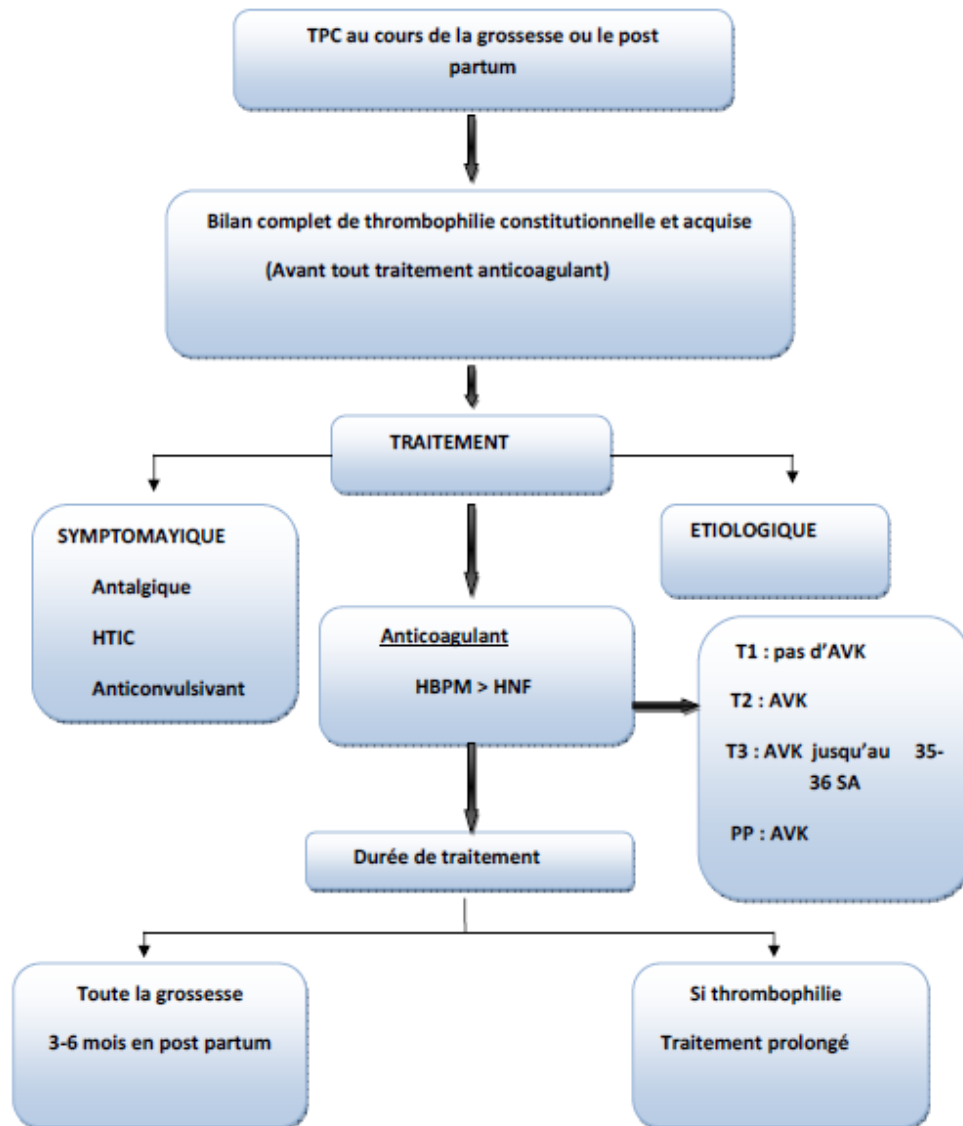 TPC au cours de la grossesse ou le post
partum
Bilan complet de thrombophilie constitutionnelle et acquise
(Avant tout traitement anticoagulant)
TRAITEMENT
SYMPTOMAYIQUE
Antalgique
HTIC
Anticonvulsivant
ETIOLOGIQUE
Anticoagulant
HBPM > HNF
T1 : pas d’AVK
T2 : AVK
T3 : AVK jusqu’au 35-
36 SA
PP : AVK
Durée de traitement
Toute la grossesse
3-6 mois en post partum
Si thrombophilie
Traitement prolongé